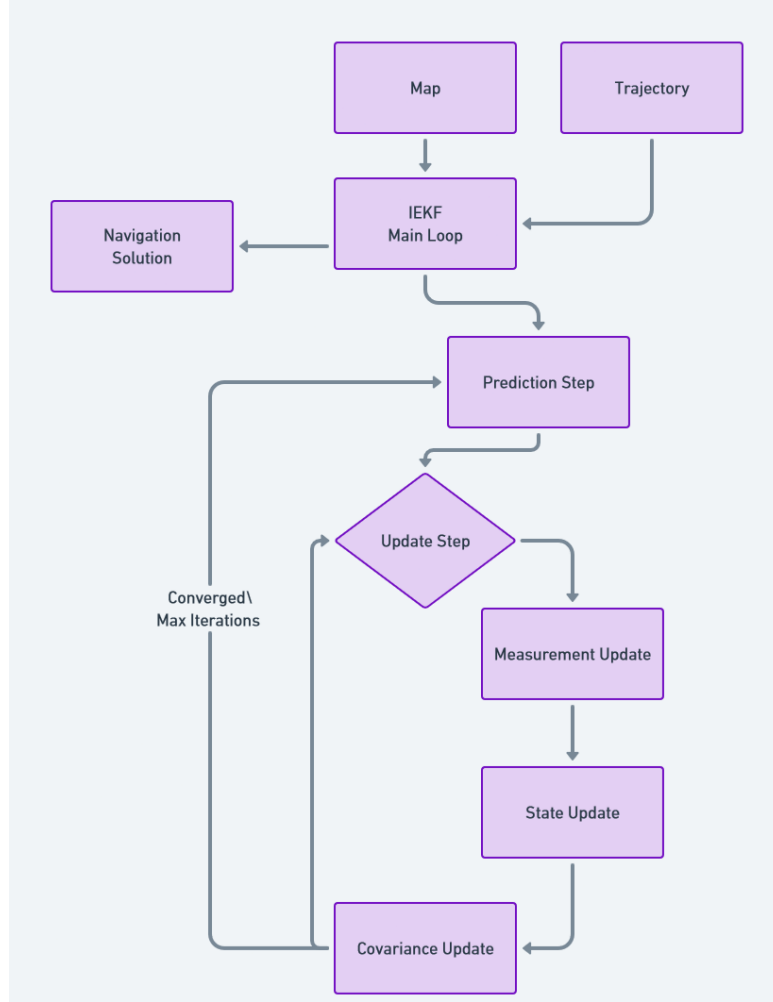 Map
Trajectory
IEKF
Main Loop
Navigation
Solution
Prediction Step
Update Step
Converged\
Max Iterations
Measurement Update
State Update
Covariance Update